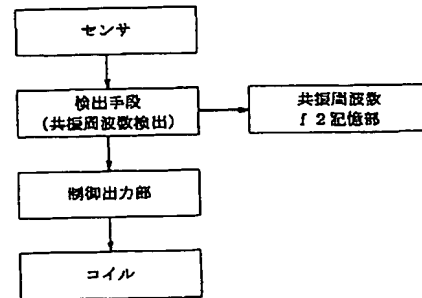 センサ
検出手段
(共振周波数検出)
共振周波数
f2記憶部
制御出力部
コイル